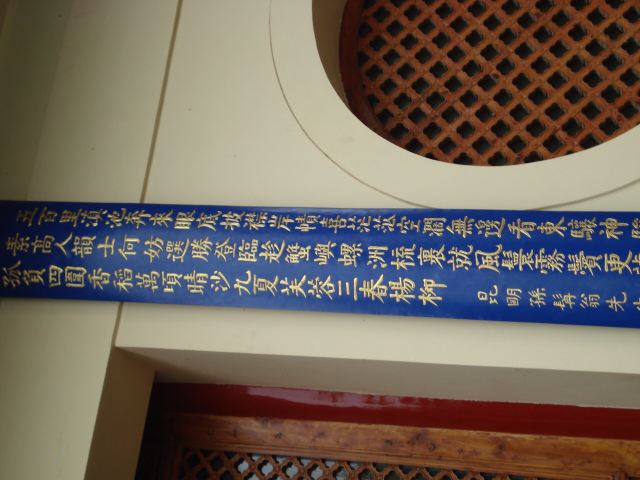 五百里滇池奔來眼底披襟岸幘喜茫茫空闊無邊看東驤神
素高人韻士何妨選勝登臨趁蟹嶼螺洲梳裹就風鬟霧鬢更
孤負四圍香稻萬頃晴沙九夏芙蓉三春楊柳
昆明孫髯翁先